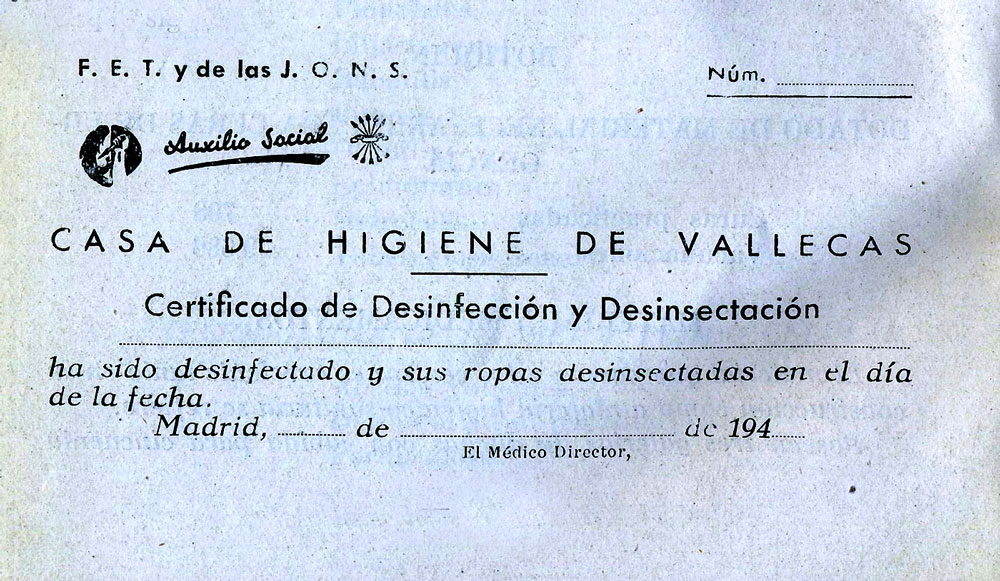 F. E. T. y de las J. O. N. S.
Núm. ........................
Auxilio Social
CASA DE HIGIENE DE VALLECAS
Certificado de Desinfección y Desinsectación
................................................................................
ha sido desinfectado y sus ropas desinsectadas en el día
de la fecha.
Madrid, ............ de ................................................ de 194......
El Médico Director,